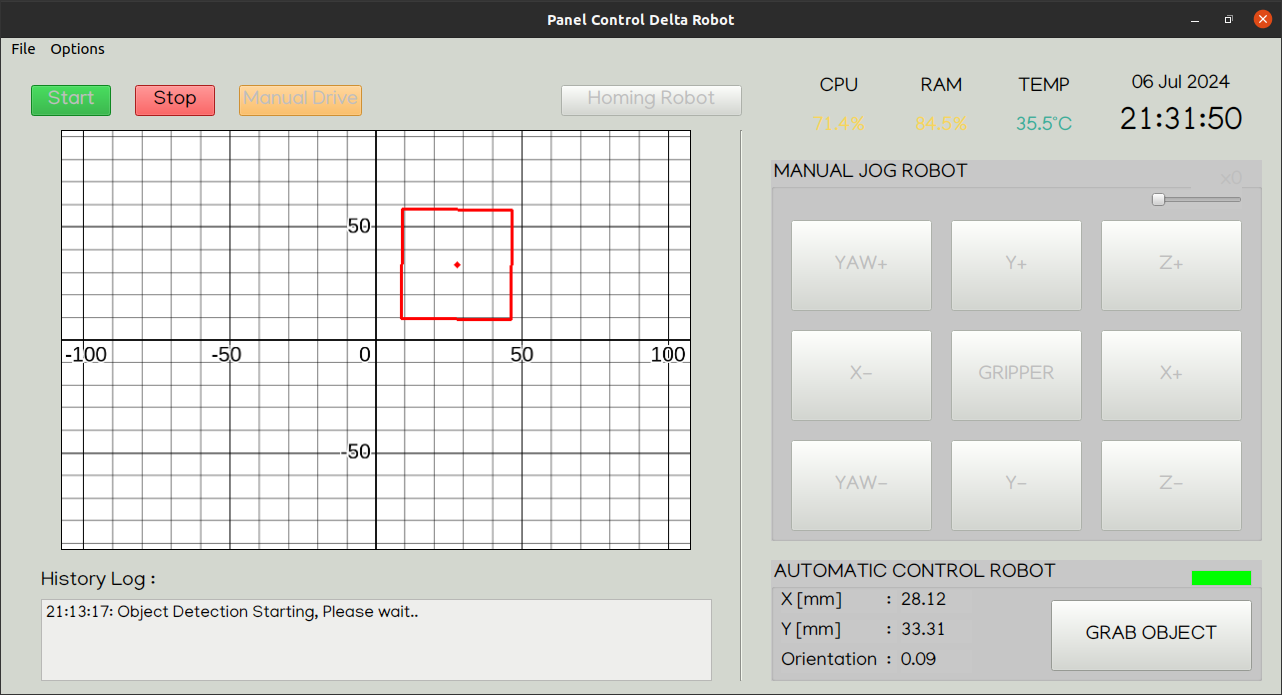 Panel Control Delta Robot
File Options
Start Stop Manual Drive Homing Robot
CPU RAM TEMP 06 Jul 2024
71.4% 84.5% 35.5°C 21:31:50
50
-100 -50 0 50 100
-50
History Log :
21:13:17: Object Detection Starting, Please wait..
MANUAL JOG ROBOT
x0
YAW+ Y+ Z+
X- GRIPPER X+
YAW- Y- Z-
AUTOMATIC CONTROL ROBOT
X [mm] : 28.12
Y [mm] : 33.31
Orientation : 0.09
GRAB OBJECT